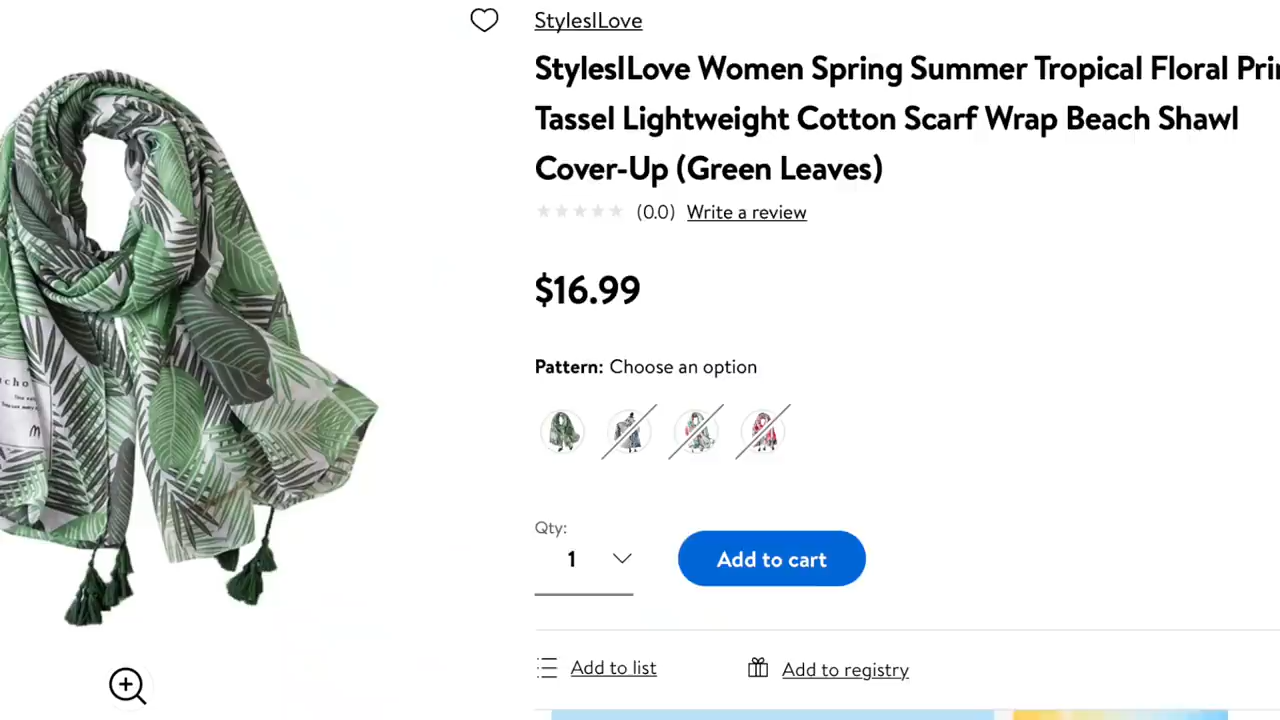 StylesILove
StylesILove Women Spring Summer Tropical Floral
Tassel Lightweight Cotton Scarf Wrap Beach Shawl
Cover-Up (Green Leaves)
(0.0) Write a review
$16.99
Pattern: Choose an option
Qty:
1
Add to cart
Add to list
Add to registry